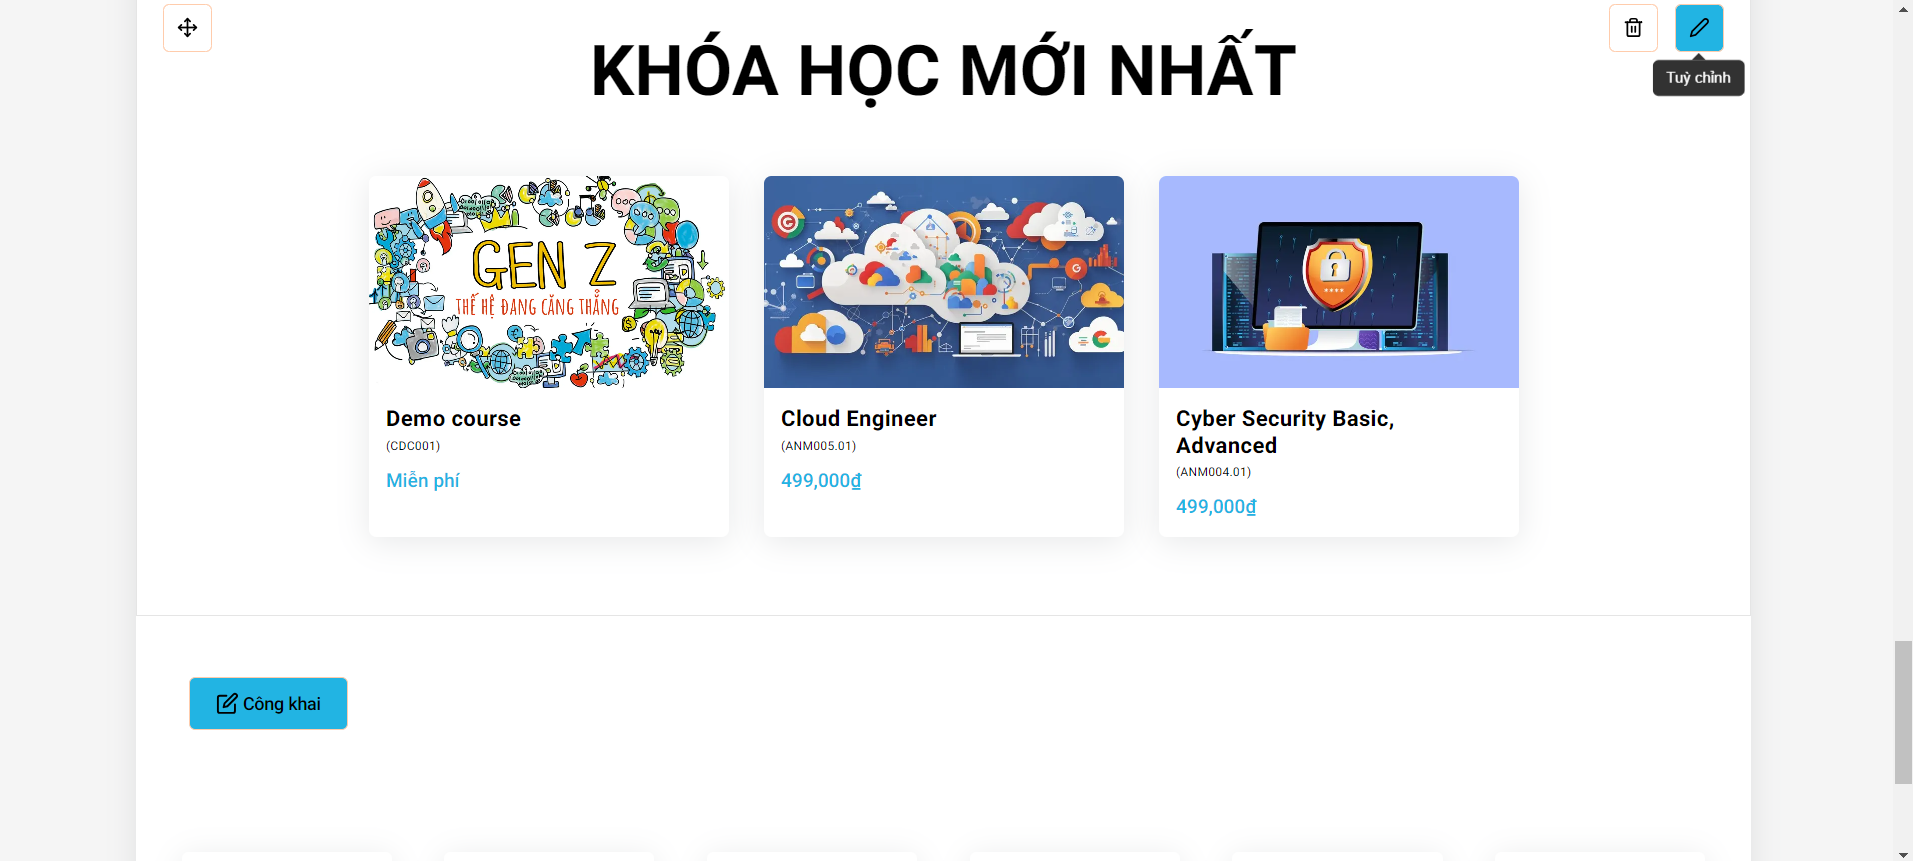 KHÓA HỌC MỚI NHẤT
Tuỳ chỉnh
GEN Z
THẾ HỆ ĐANG CĂNG THẲNG
Demo course
(CDC001)
Miễn phí
Cloud Engineer
(ANM005.01)
499,000₫
Cyber Security Basic,
Advanced
(ANM004.01)
499,000₫
Công khai